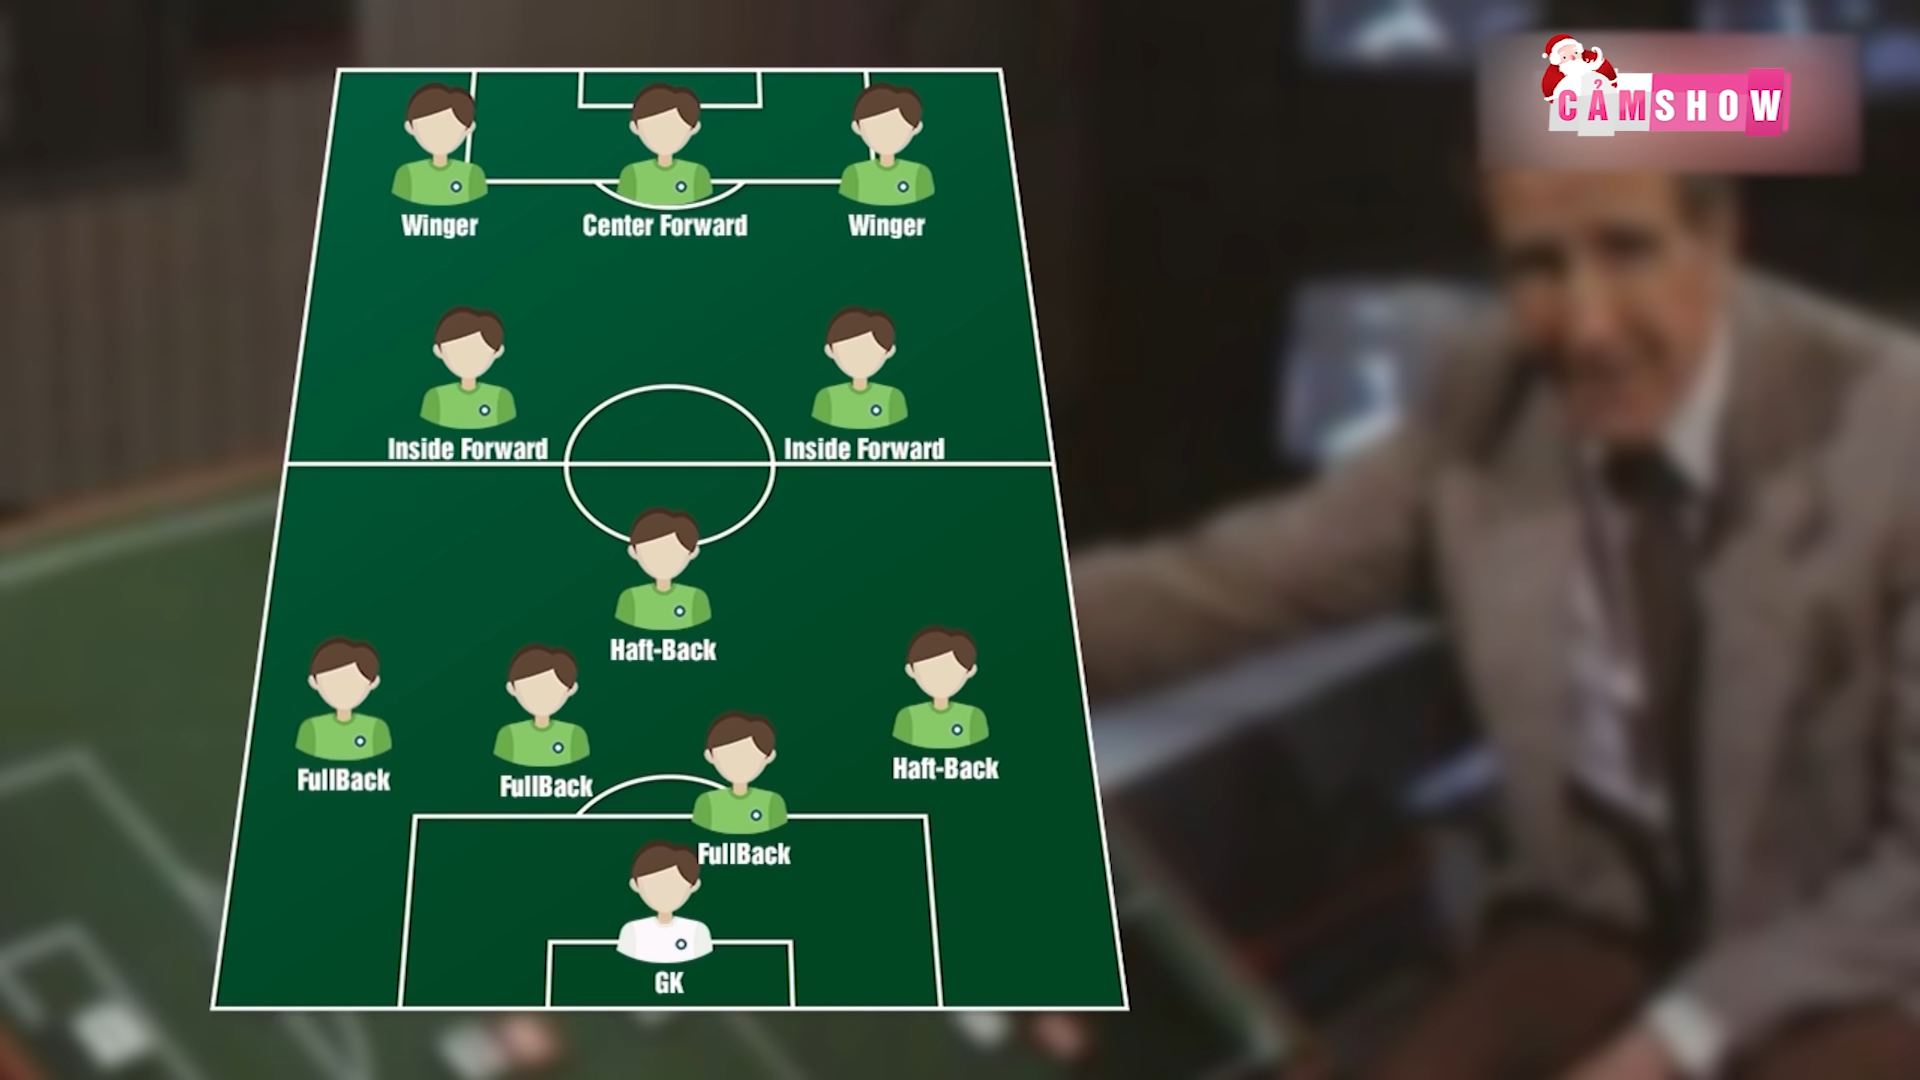 CẢMSHOW
Winger
Center Forward
Winger
Inside Forward
Inside Forward
Haft-Back
FullBack
FullBack
Haft-Back
FullBack
GK